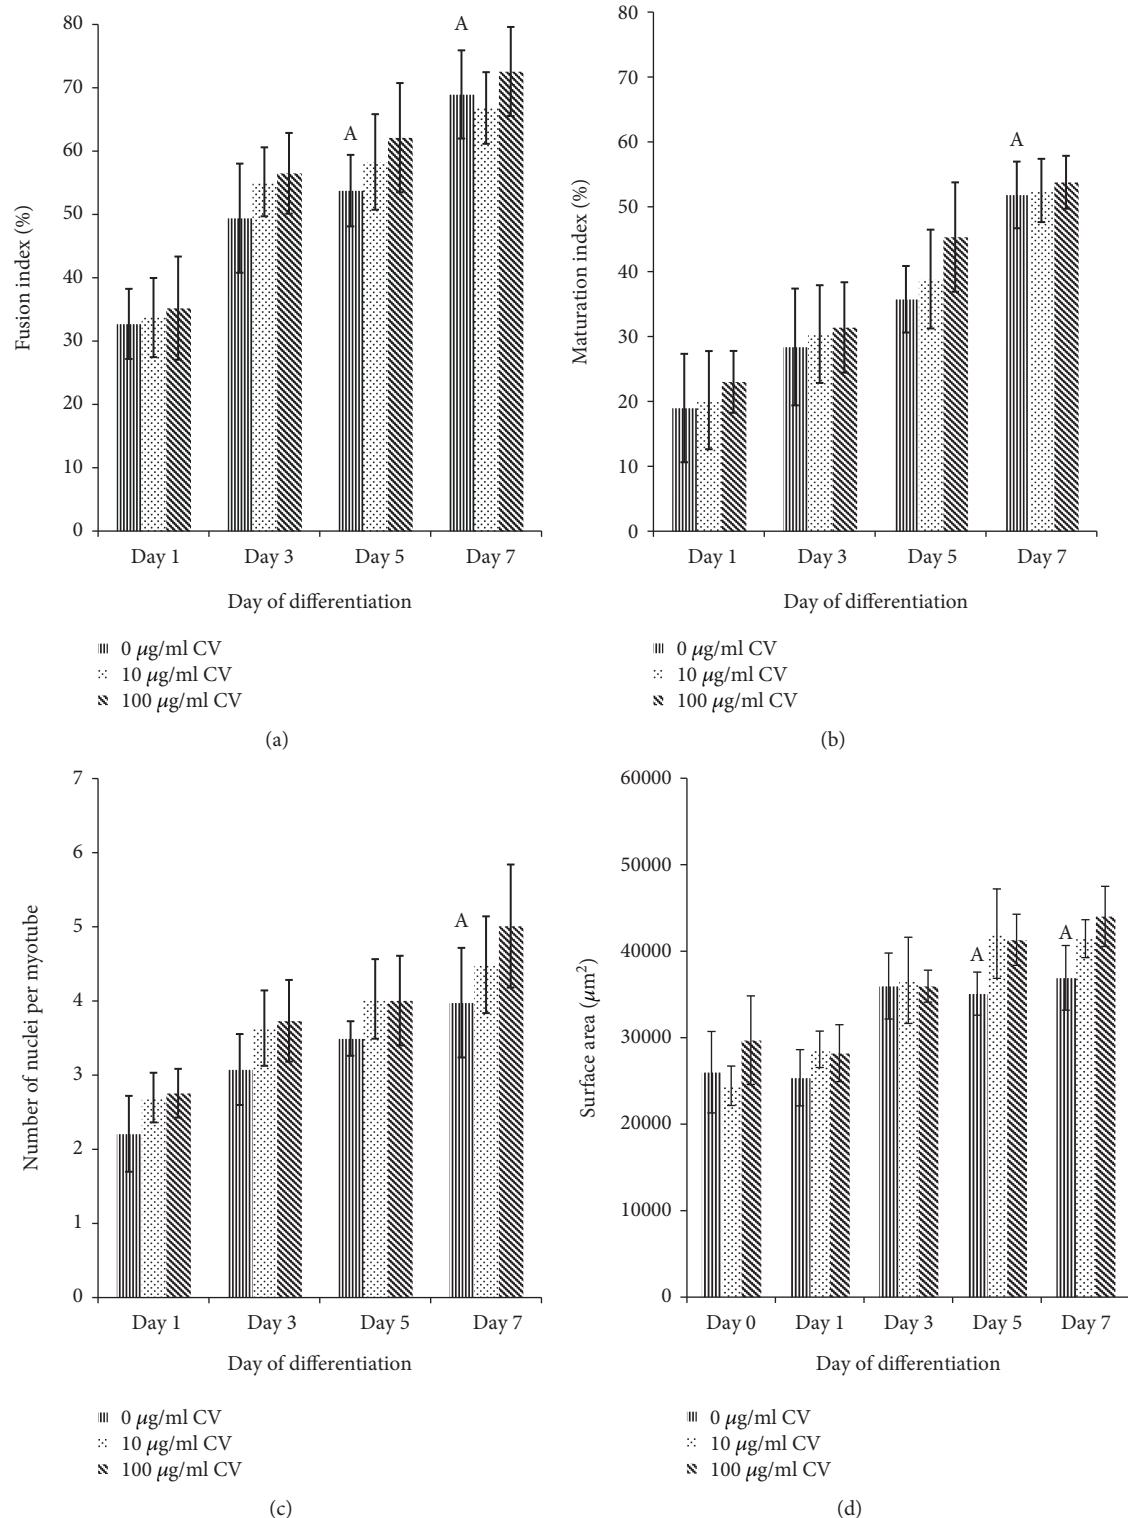 80
70
60
50
40
30
20
10
0
Fusion index (%)
A
A
Day 1 Day 3 Day 5 Day 7
Day of differentiation
0 μg/ml CV
10 μg/ml CV
100 μg/ml CV
(a)
80
70
60
50
40
30
20
10
0
Maturation index (%)
A
Day 1 Day 3 Day 5 Day 7
Day of differentiation
0 μg/ml CV
10 μg/ml CV
100 μg/ml CV
(b)
7
6
5
4
3
2
1
0
Number of nuclei per myotube
A
Day 1 Day 3 Day 5 Day 7
Day of differentiation
0 μg/ml CV
10 μg/ml CV
100 μg/ml CV
(c)
60000
50000
40000
30000
20000
10000
0
Surface area (μm²)
A
A
Day 0 Day 1 Day 3 Day 5 Day 7
Day of differentiation
0 μg/ml CV
10 μg/ml CV
100 μg/ml CV
(d)